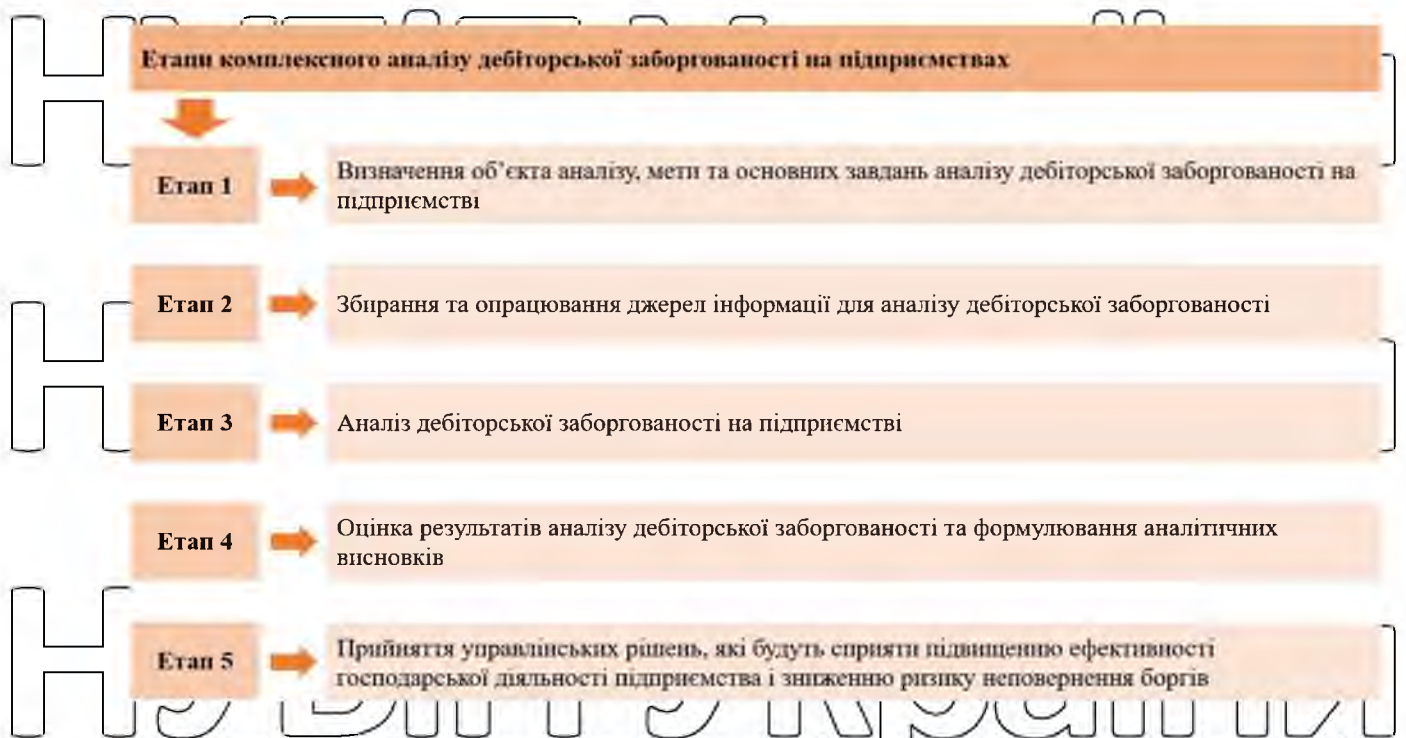 Етапи комплексного аналізу дебіторської заборгованості на підприємствах
Етап 1
Визначення об’єкта аналізу, мети та основних завдань аналізу дебіторської заборгованості на
підприємстві
Етап 2
Збирання та опрацювання джерел інформації для аналізу дебіторської заборгованості
Етап 3
Аналіз дебіторської заборгованості на підприємстві
Етап 4
Оцінка результатів аналізу дебіторської заборгованості та формулювання аналітичних
висновків
Етап 5
Прийняття управлінських рішень, які будуть сприяти підвищенню ефективності
господарської діяльності підприємства і зниженню ризику неповернення боргів
НУБіП України